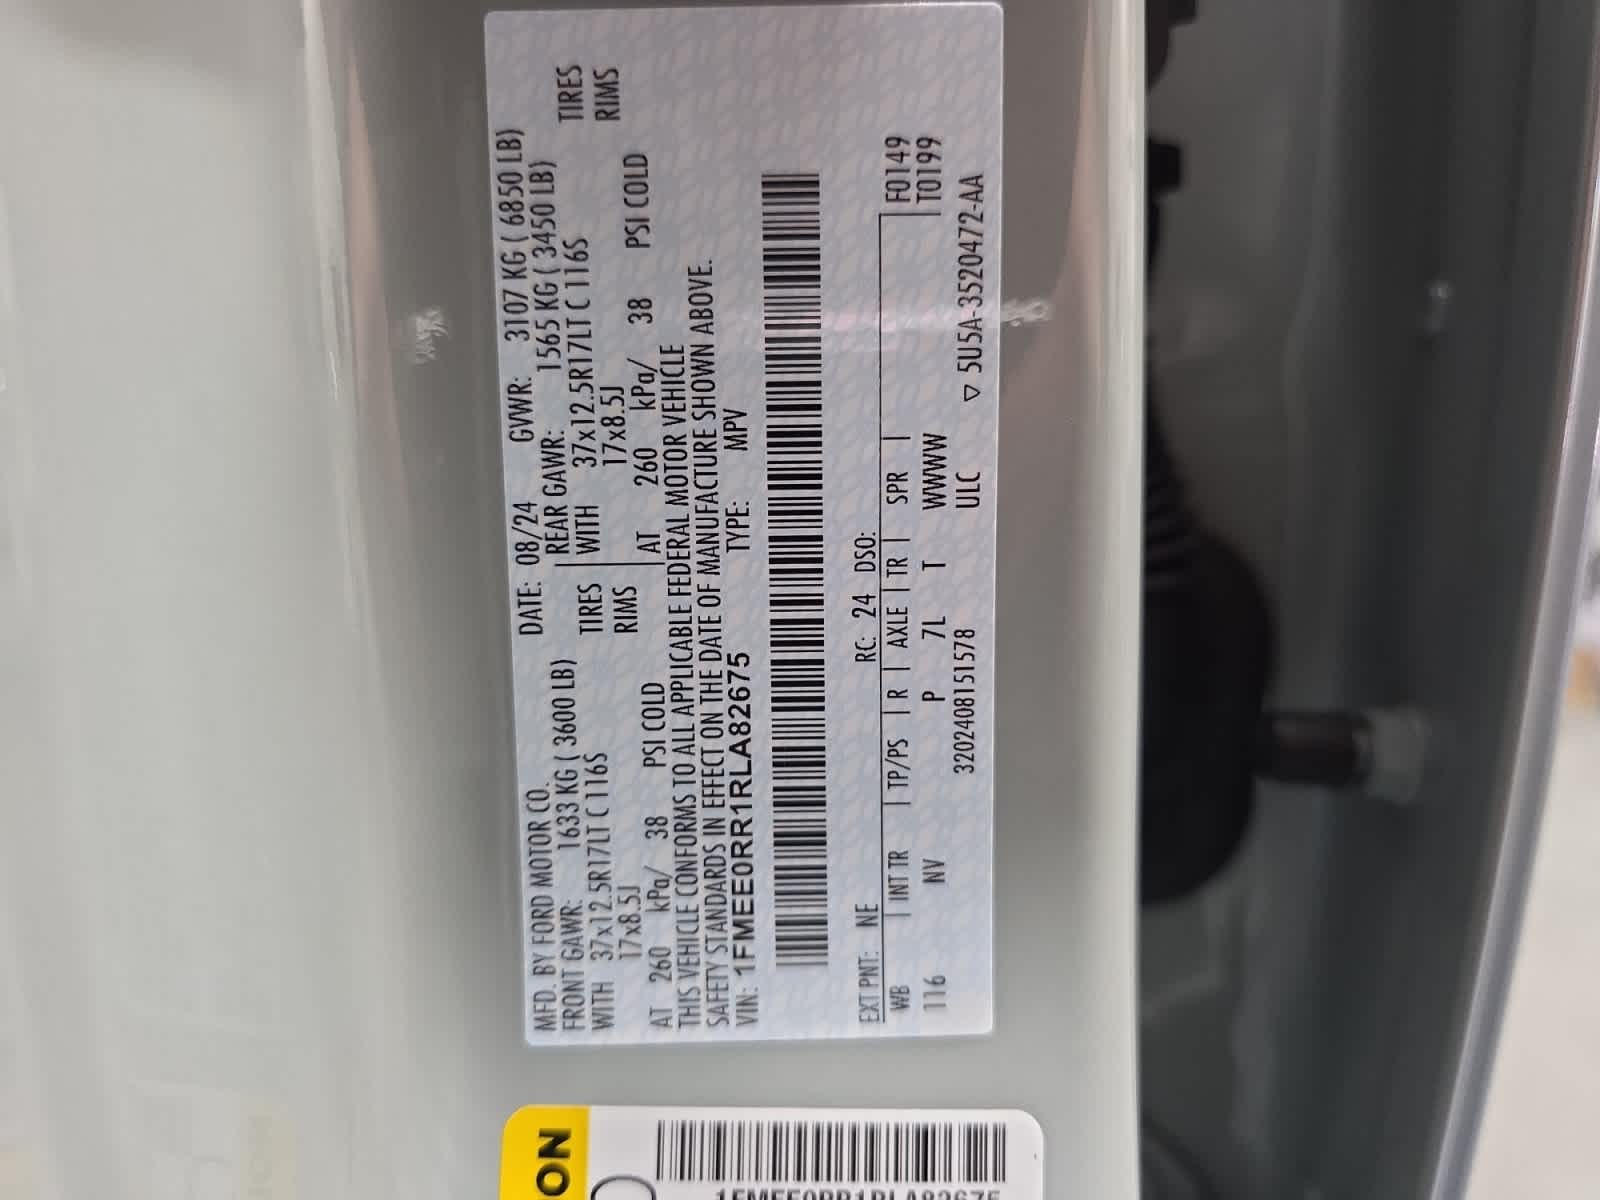 MFD. BY FORD MOTOR CO. DATE: 08/24 GVWR: 3107 KG ( 6850 LB)
FRONT GAWR: 1633 KG ( 3600 LB) REAR GAWR: 1565 KG ( 3450 LB)
WITH 37x12.5R17LT C 116S TIRES WITH 37x12.5R17LT C 116S TIRES
17x8.5J RIMS 17x8.5J RIMS
AT 260 kPa/ 38 PSI COLD AT 260 kPa/ 38 PSI COLD
THIS VEHICLE CONFORMS TO ALL APPLICABLE FEDERAL MOTOR VEHICLE
SAFETY STANDARDS IN EFFECT ON THE DATE OF MANUFACTURE SHOWN ABOVE.
VIN: 1FMEE0RR1RLA82675 TYPE: MPV
EXT PNT: NE RC: 24 DSO:
WB | INT TR | TP/PS | R | AXLE | TR | SPR | F0149
116 NV P 7L T WWWW T0199
3202408151578 ULC ▽ 5U5A-3520472-AA
ION
1FMEE0RR1RLA82675